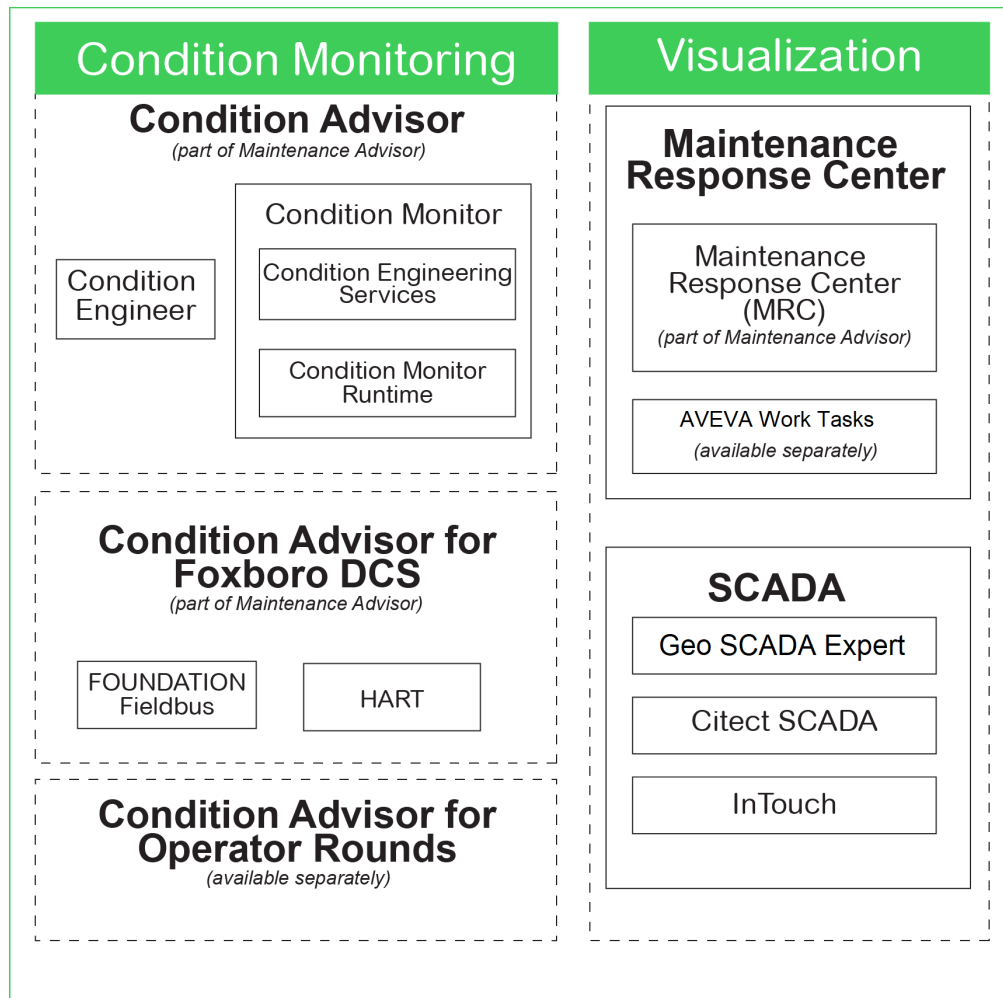 Condition Monitoring
Condition Advisor
(part of Maintenance Advisor)
Condition Monitor
Condition Engineering
Services
Condition
Engineer
Condition Monitor
Runtime
Condition Advisor for
Foxboro DCS
(part of Maintenance Advisor)
FOUNDATION
Fieldbus
HART
Condition Advisor for
Operator Rounds
(available separately)
Visualization
Maintenance
Response Center
Maintenance
Response Center
(MRC)
(part of Maintenance Advisor)
AVEVA Work Tasks
(available separately)
SCADA
Geo SCADA Expert
Citect SCADA
InTouch